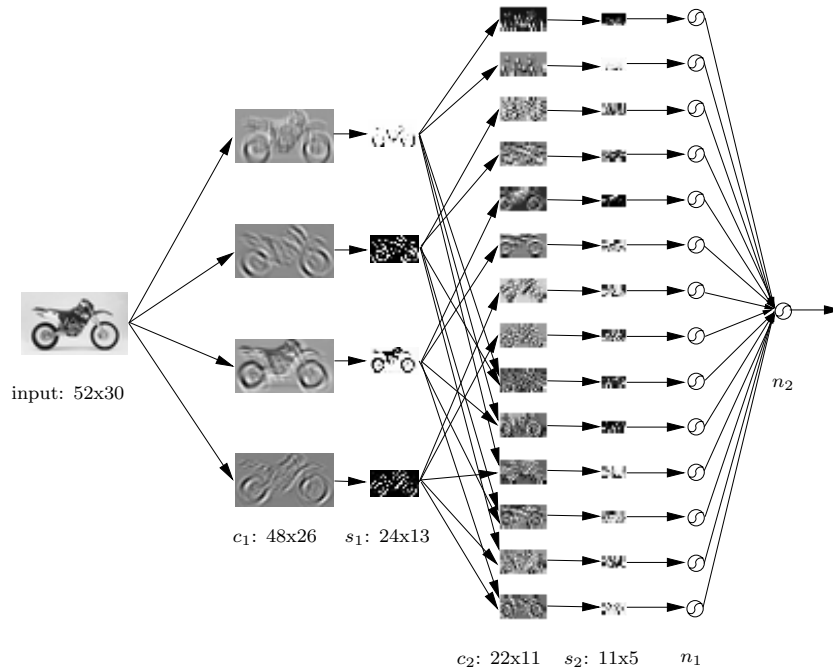 input: 52x30
c₁: 48x26
s₁: 24x13
c₂: 22x11
s₂: 11x5
n₁
n₂